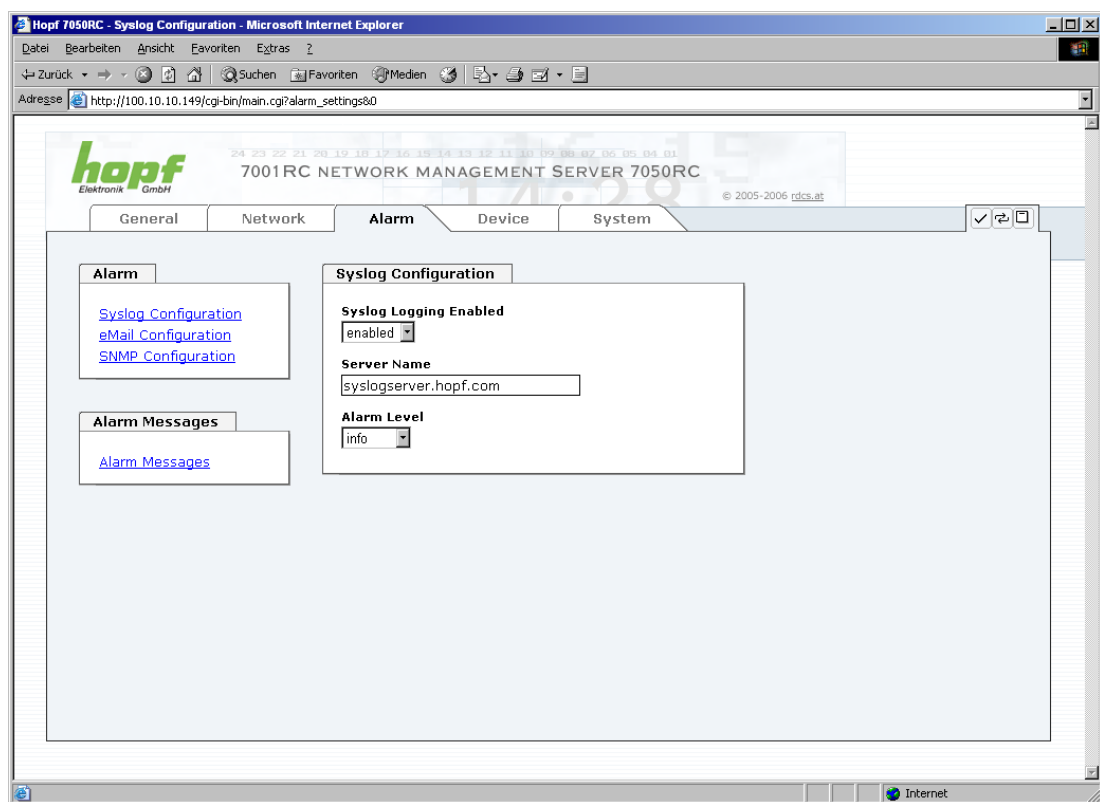 Hopf 7050RC - Syslog Configuration - Microsoft Internet Explorer
Datei Bearbeiten Ansicht Favoriten Extras ?
Zurück Suchen Favoriten Medien
Adresse http://100.10.10.149/cgi-bin/main.cgi?alarm_settings&0
hopf
Elektronik GmbH
24 23 22 21 20 19 18 17 16 15 14 13 12 11 10 09 08 07 06 05 04 01
7001RC NETWORK MANAGEMENT SERVER 7050RC
14:28
© 2005-2006 rdcs.at
General Network Alarm Device System
Alarm
Syslog Configuration
eMail Configuration
SNMP Configuration
Alarm Messages
Alarm Messages
Syslog Configuration
Syslog Logging Enabled
enabled
Server Name
syslogserver.hopf.com
Alarm Level
info
Internet